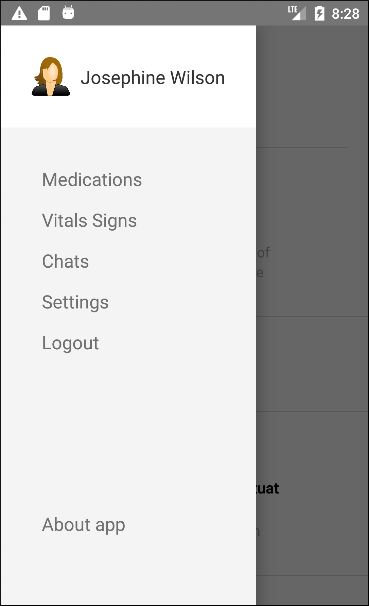 LTE 8:28
Josephine Wilson
Medications
Vitals Signs
of
Chats
e
Settings
Logout
tuat
About app
n